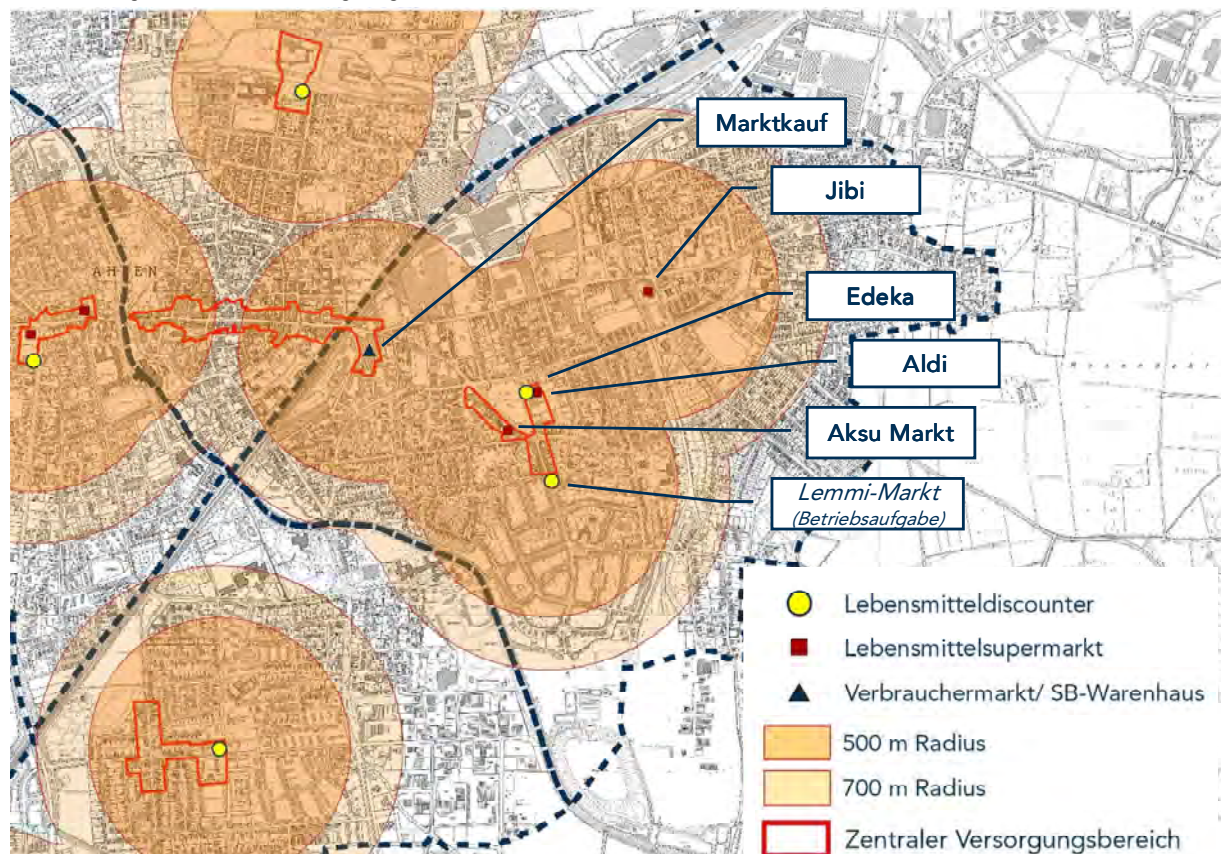 Marktkauf
Jibi
AHLEN
Edeka
Aldi
Aksu Markt
Lemmi-Markt
(Betriebsaufgabe)
Lebensmitteldiscounter
Lebensmittelsupermarkt
Verbrauchermarkt/ SB-Warenhaus
500 m Radius
700 m Radius
Zentraler Versorgungsbereich